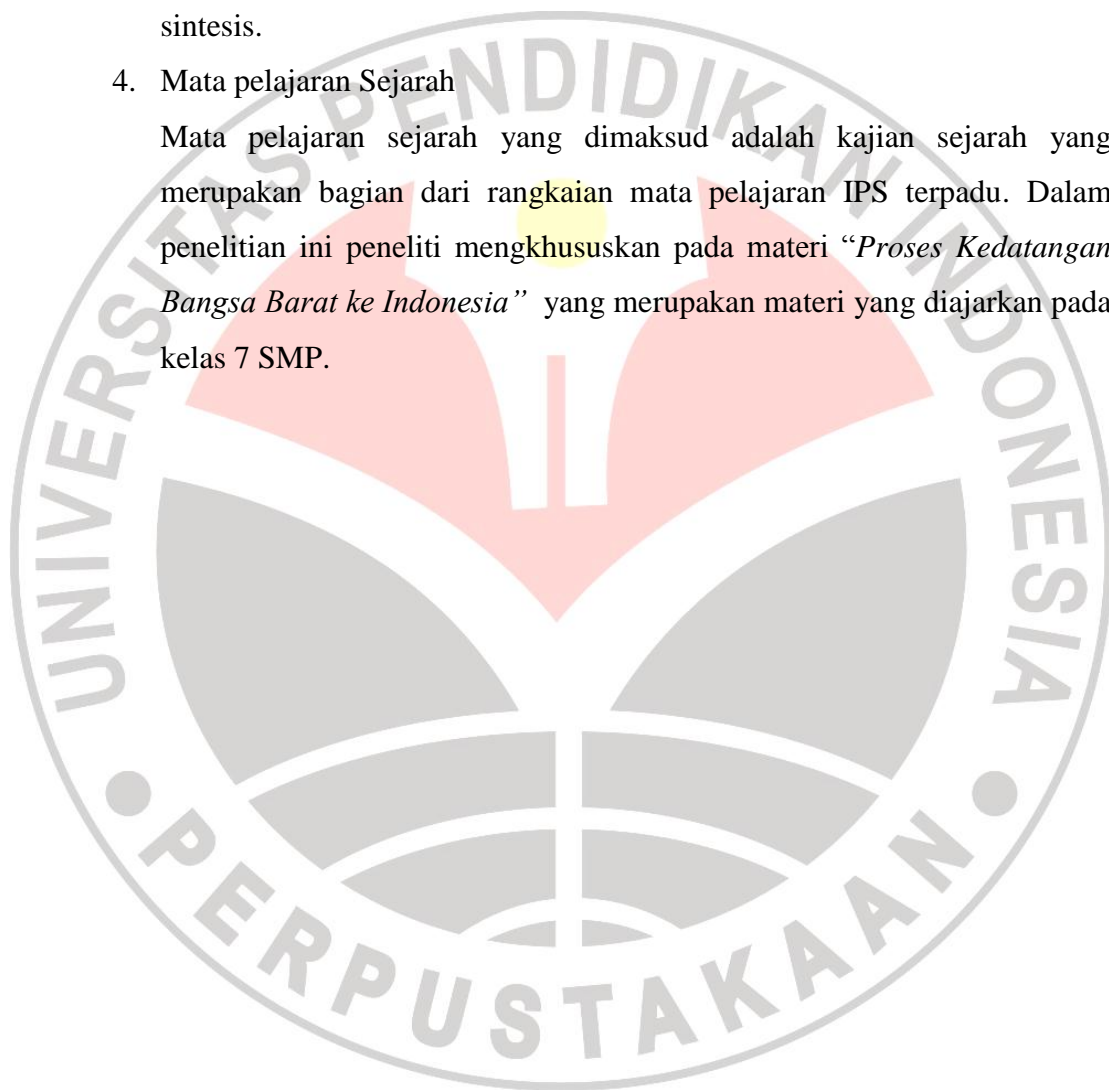 sintesis.
4. Mata pelajaran Sejarah
Mata pelajaran sejarah yang dimaksud adalah kajian sejarah yang
merupakan bagian dari rangkaian mata pelajaran IPS terpadu. Dalam
penelitian ini peneliti mengkhususkan pada materi “Proses Kedatangan
Bangsa Barat ke Indonesia” yang merupakan materi yang diajarkan pada
kelas 7 SMP.
UNIVERSITAS PENDIDIKAN INDONESIA
PERPUSTAKAAN